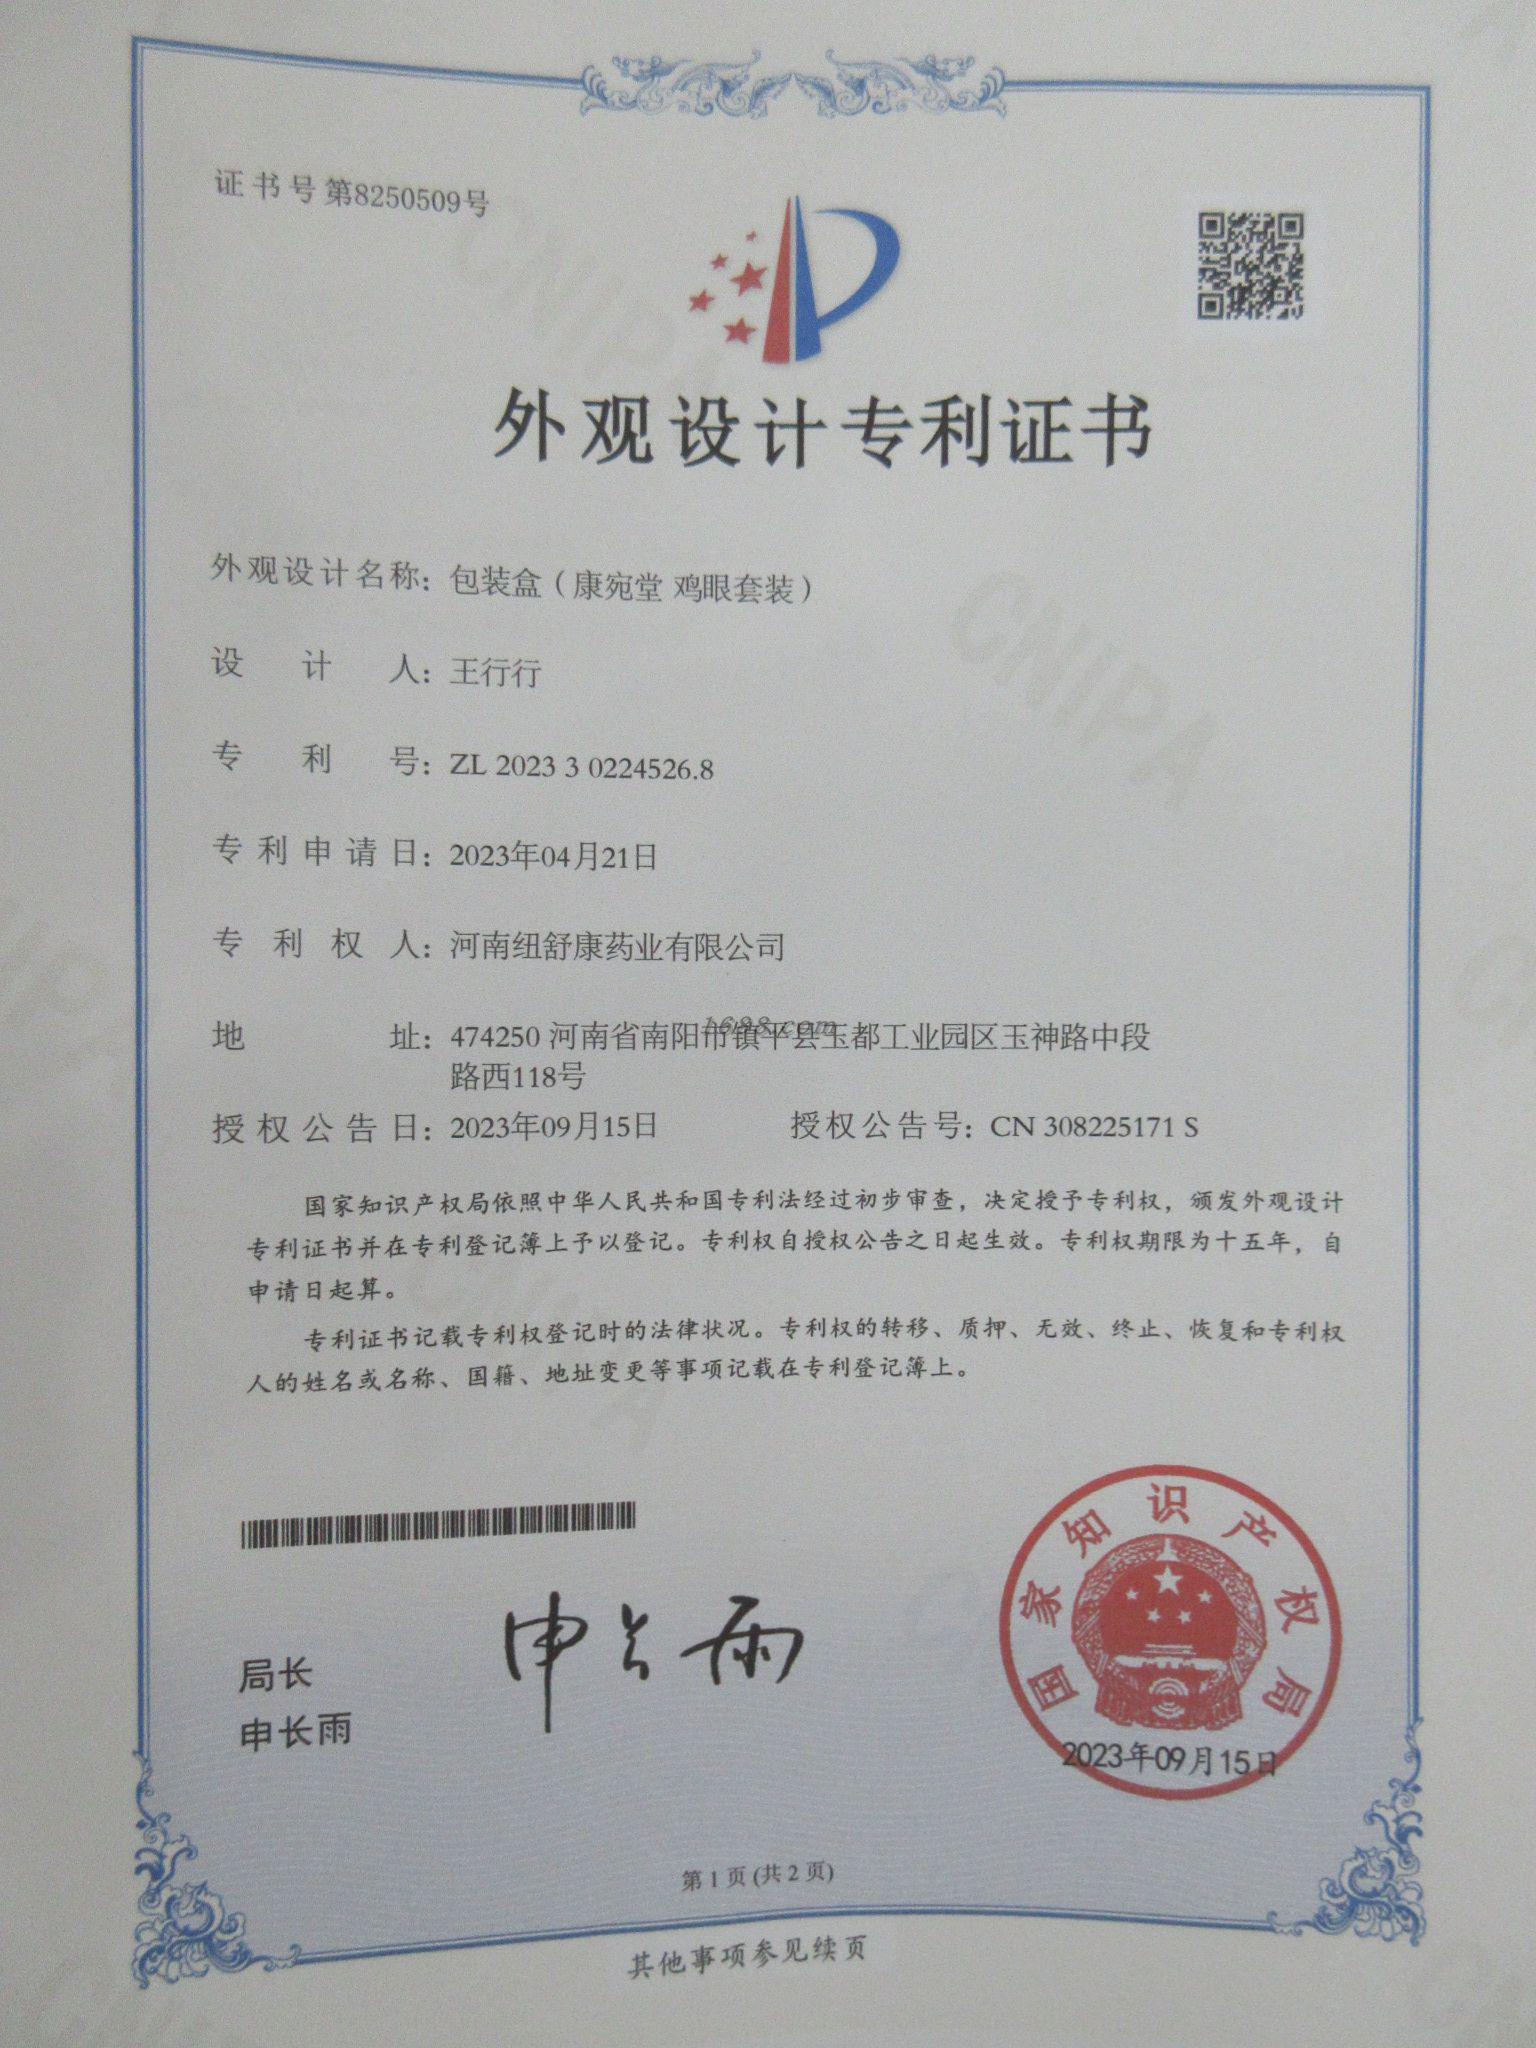 证书号第8250509号
外观设计专利证书
外观设计名称：包装盒（康宛堂 鸡眼套装）
设计人：王行行
专利号：ZL 2023 3 0224526.8
专利申请日：2023年04月21日
专利权人：河南纽舒康药业有限公司
地址：474250 河南省南阳市镇平县玉都工业园区玉神路中段
路西118号
1688.com
授权公告日：2023年09月15日 授权公告号：CN 308225171 S
国家知识产权局依照中华人民共和国专利法经过初步审查，决定授予专利权，颁发外观设计
专利证书并在专利登记簿上予以登记。专利权自授权公告之日起生效。专利权期限为十五年，自
申请日起算。
专利证书记载专利权登记时的法律状况。专利权的转移、质押、无效、终止、恢复和专利权
人的姓名或名称、国籍、地址变更等事项记载在专利登记簿上。
局长
申长雨
申长雨
国家知识产权局
2023年09月15日
第 1 页 (共 2 页)
其他事项参见续页
CNIPA